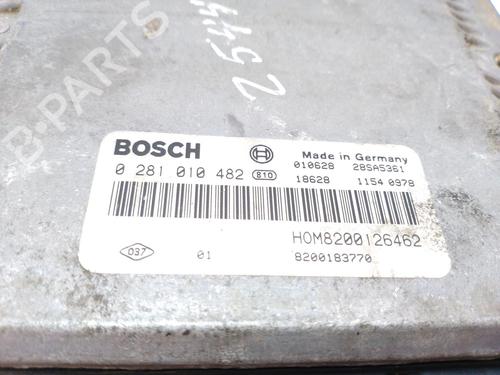 B-PARTS
BOSCH
Made in Germany
0 281 010 482 810
010628 28SA5361
18628 1154 0978
HOM8200126462
037 01 8200183770